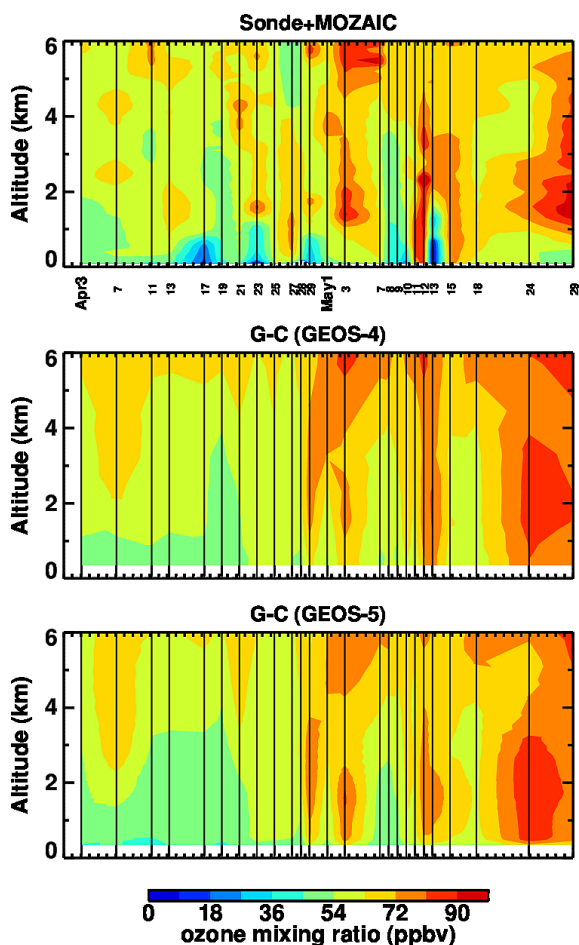 Sonde+MOZAIC
6
4
2
0
Altitude (km)
Apr3 7 11 13 17 19 21 23 25 27 28 29 May1 3 7 8 9 10 11 12 13 15 18 24 29
G-C (GEOS-4)
6
4
2
0
Altitude (km)
G-C (GEOS-5)
6
4
2
0
Altitude (km)
0 18 36 54 72 90
ozone mixing ratio (ppbv)